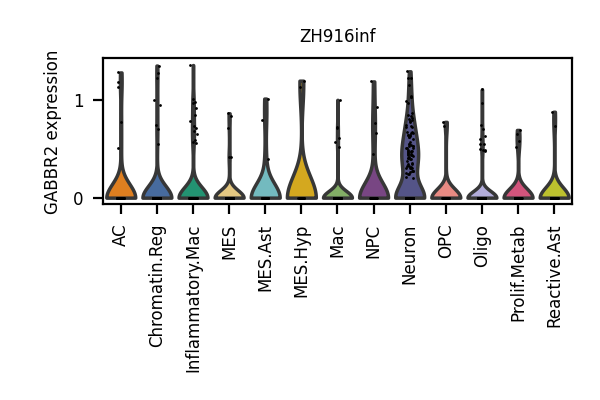 ZH916inf
GABBR2 expression
1
0
AC
Chromatin.Reg
Inflammatory.Mac
MES
MES.Ast
MES.Hyp
Mac
NPC
Neuron
OPC
Oligo
Prolif.Metab
Reactive.Ast